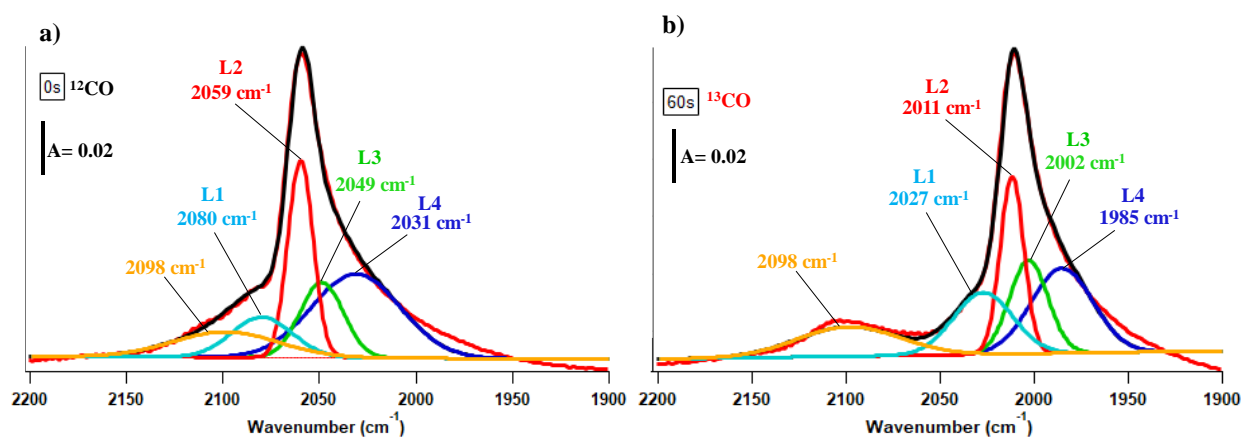 a)
0s ¹²CO
A= 0.02
L2
2059 cm⁻¹
L3
2049 cm⁻¹
L1
2080 cm⁻¹
L4
2031 cm⁻¹
2098 cm⁻¹
2200 2150 2100 2050 2000 1950 1900
Wavenumber (cm⁻¹)
b)
60s ¹³CO
A= 0.02
L2
2011 cm⁻¹
L3
2002 cm⁻¹
L1
2027 cm⁻¹
L4
1985 cm⁻¹
2098 cm⁻¹
2200 2150 2100 2050 2000 1950 1900
Wavenumber (cm⁻¹)